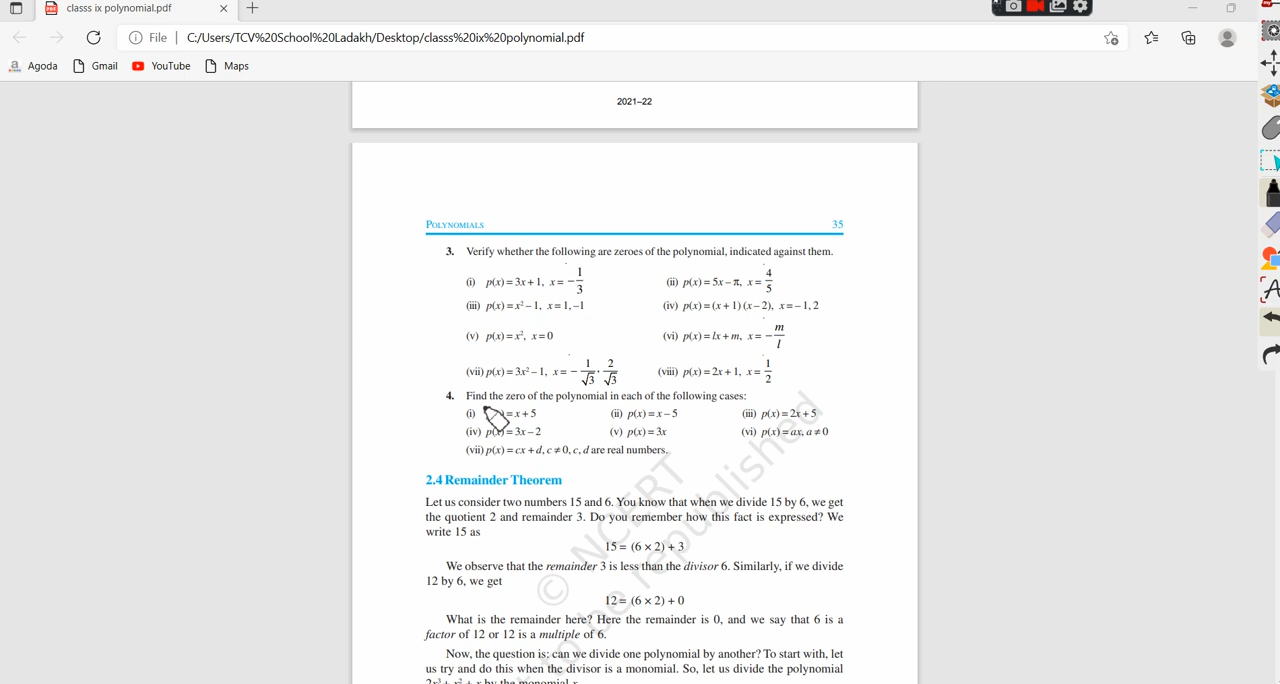 classs ix polynomial.pdf
File | C:/Users/TCV%20School%20Ladakh/Desktop/classs%20ix%20polynomial.pdf
Agoda Gmail YouTube Maps
2021–22
POLYNOMIALS 35
3. Verify whether the following are zeroes of the polynomial, indicated against them.
(i) p(x) = 3x + 1, x = –1/3 (ii) p(x) = 5x – π, x = 4/5
(iii) p(x) = x² – 1, x = 1, –1 (iv) p(x) = (x + 1) (x – 2), x = – 1, 2
(v) p(x) = x², x = 0 (vi) p(x) = lx + m, x = –m/l
(vii) p(x) = 3x² – 1, x = –1/√3, 2/√3 (viii) p(x) = 2x + 1, x = 1/2
4. Find the zero of the polynomial in each of the following cases:
(i) = x + 5 (ii) p(x) = x – 5 (iii) p(x) = 2x + 5
(iv) p(x) = 3x – 2 (v) p(x) = 3x (vi) p(x) = ax, a ≠ 0
(vii) p(x) = cx + d, c ≠ 0, c, d are real numbers.
2.4 Remainder Theorem
Let us consider two numbers 15 and 6. You know that when we divide 15 by 6, we get
the quotient 2 and remainder 3. Do you remember how this fact is expressed? We
write 15 as
15 = (6 × 2) + 3
We observe that the remainder 3 is less than the divisor 6. Similarly, if we divide
12 by 6, we get
12 = (6 × 2) + 0
What is the remainder here? Here the remainder is 0, and we say that 6 is a
factor of 12 or 12 is a multiple of 6.
Now, the question is: can we divide one polynomial by another? To start with, let
us try and do this when the divisor is a monomial. So, let us divide the polynomial
2x³ + x² + x by the monomial x.
© NCERT
to be republished